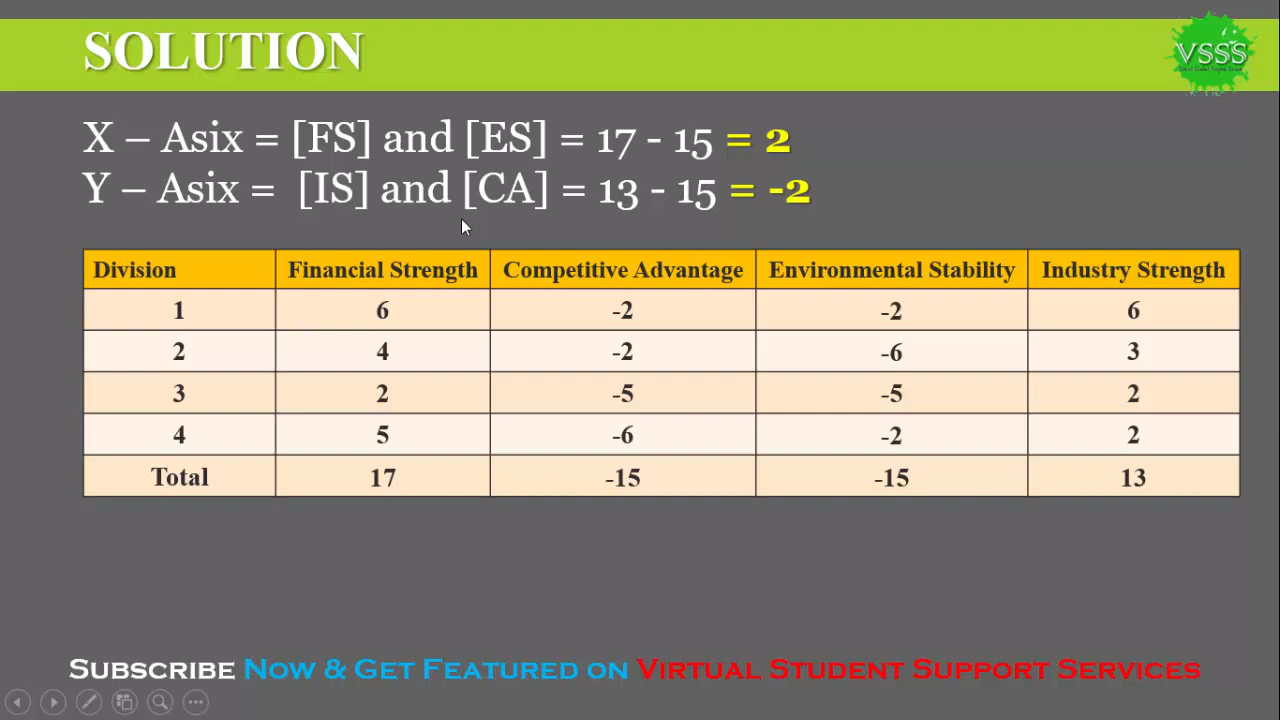 SOLUTION
VSSS
X – Asix = [FS] and [ES] = 17 - 15 = 2
Y – Asix = [IS] and [CA] = 13 - 15 = -2
Division Financial Strength Competitive Advantage Environmental Stability Industry Strength
1 6 -2 -2 6
2 4 -2 -6 3
3 2 -5 -5 2
4 5 -6 -2 2
Total 17 -15 -15 13
Subscribe Now & Get Featured on Virtual Student Support Services